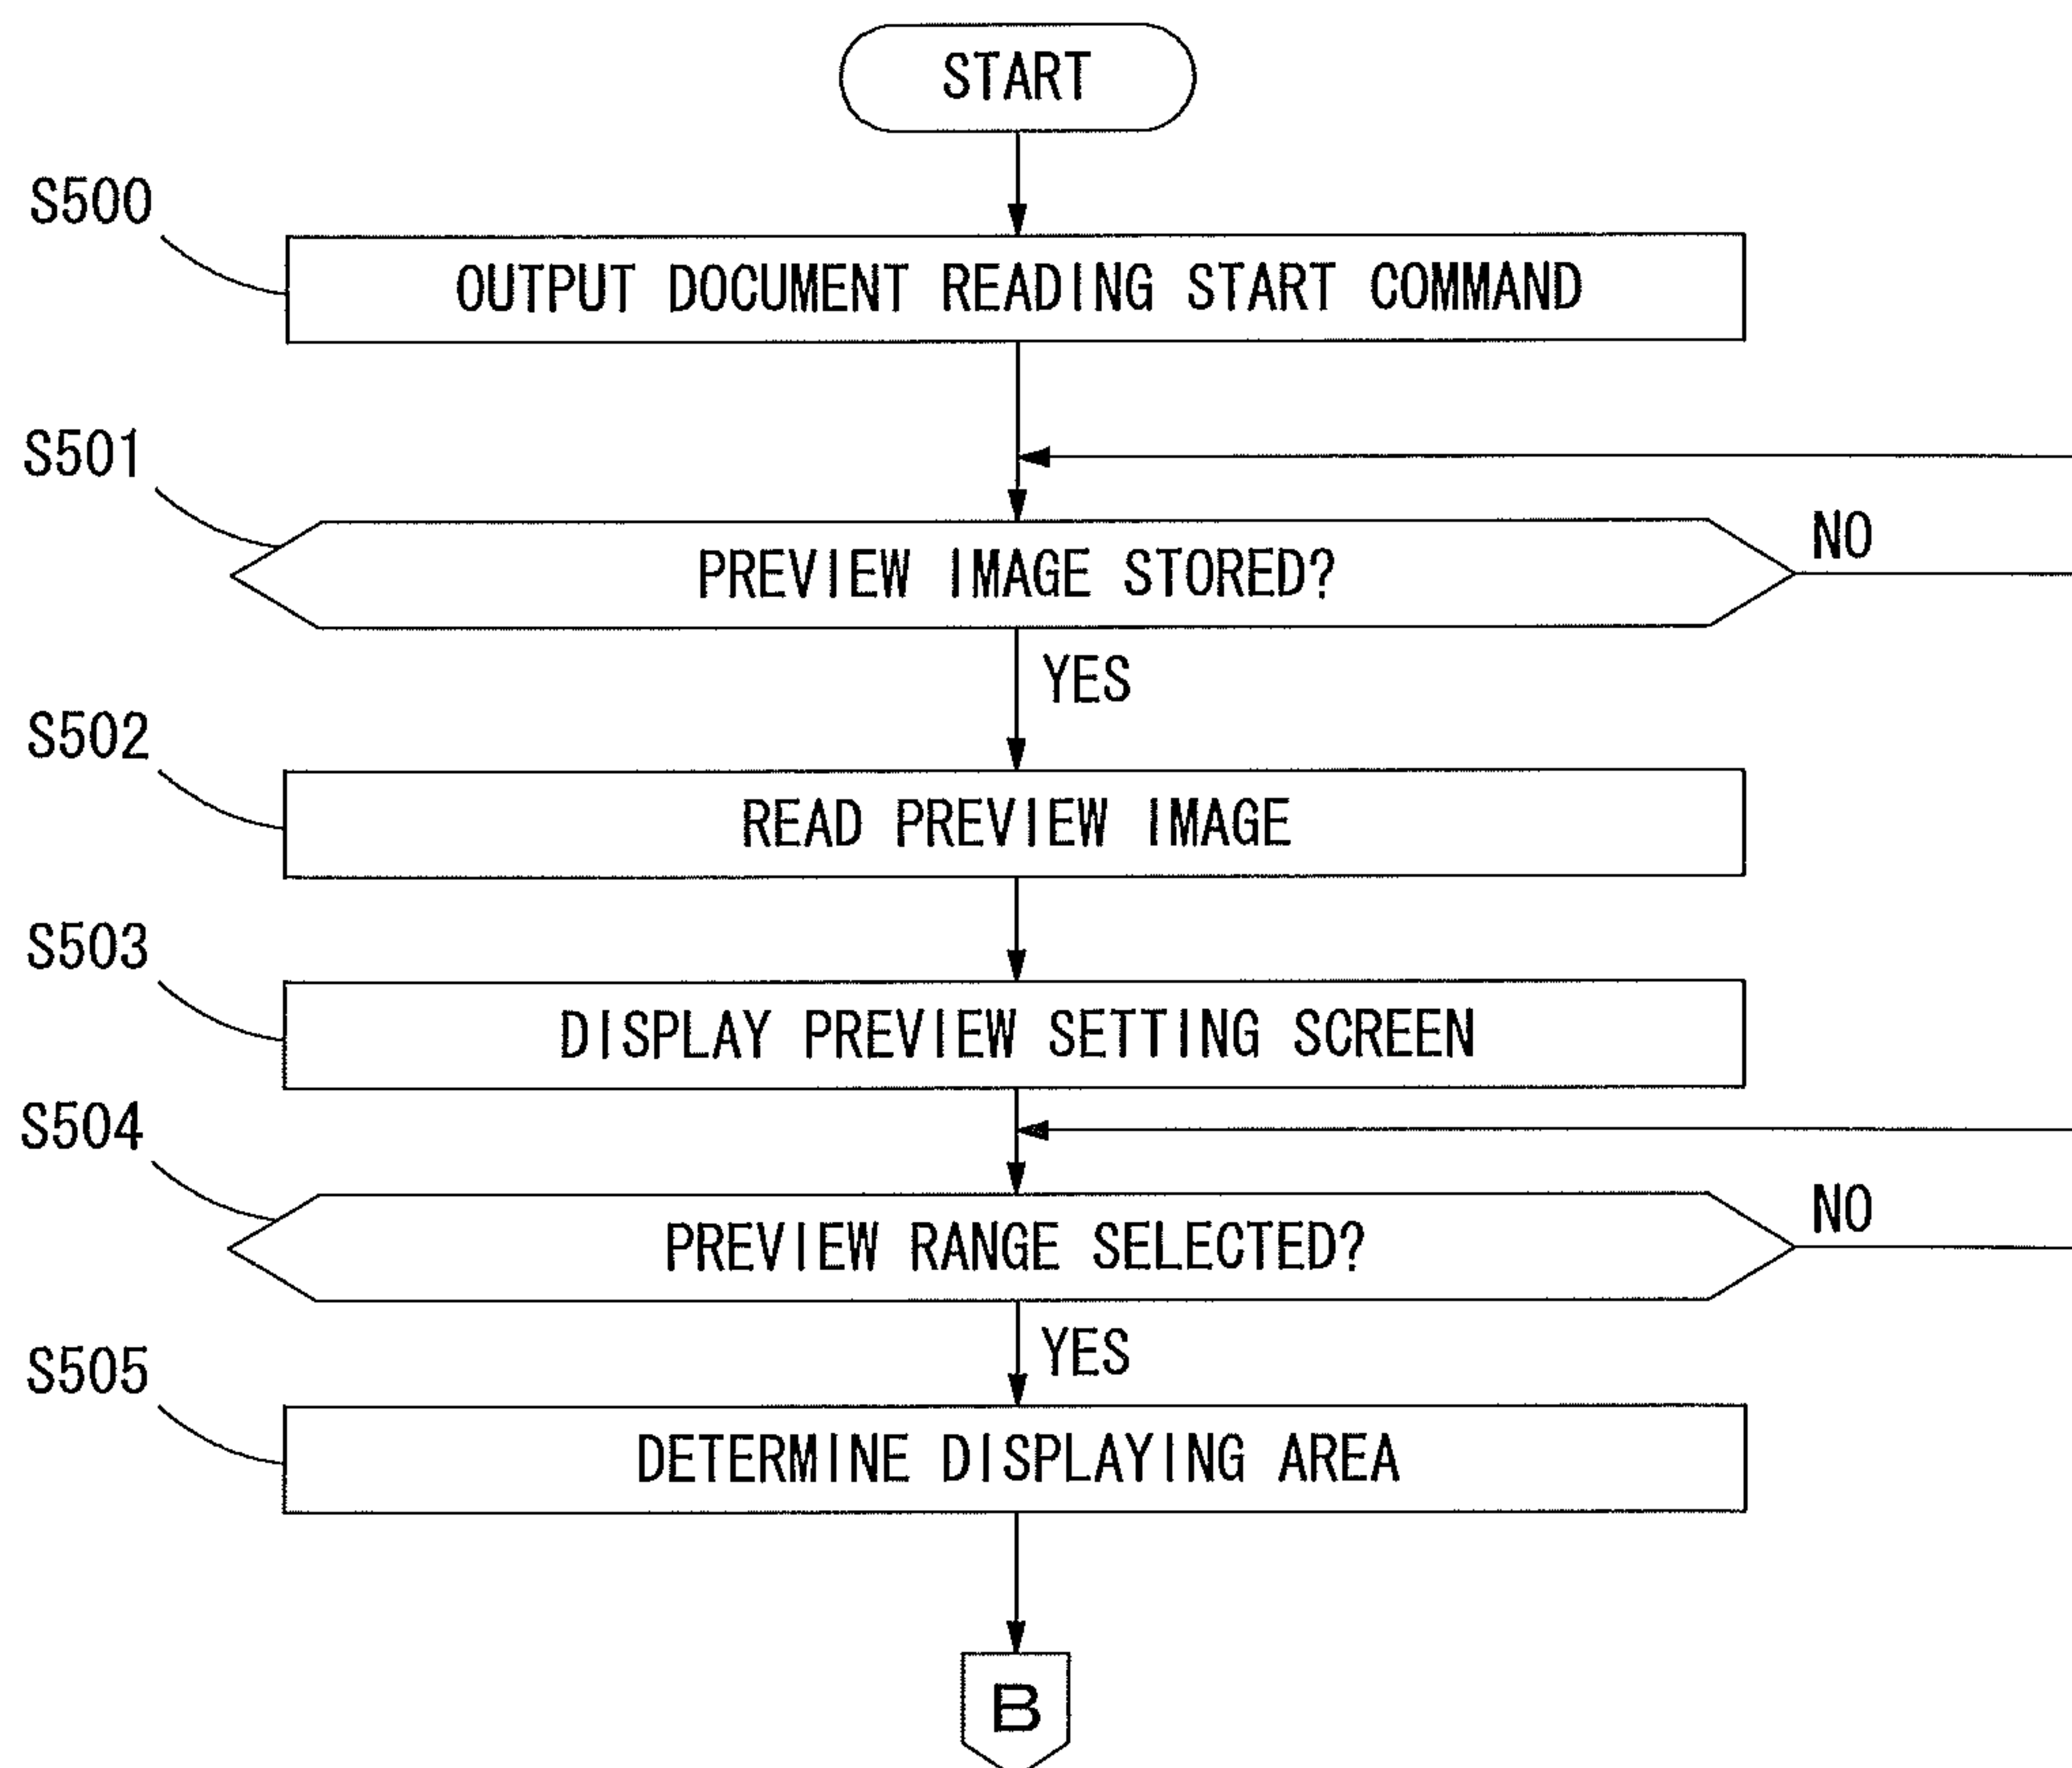 START
S500
OUTPUT DOCUMENT READING START COMMAND
S501
PREVIEW IMAGE STORED?
NO
YES
S502
READ PREVIEW IMAGE
S503
DISPLAY PREVIEW SETTING SCREEN
S504
PREVIEW RANGE SELECTED?
NO
YES
S505
DETERMINE DISPLAYING AREA
B